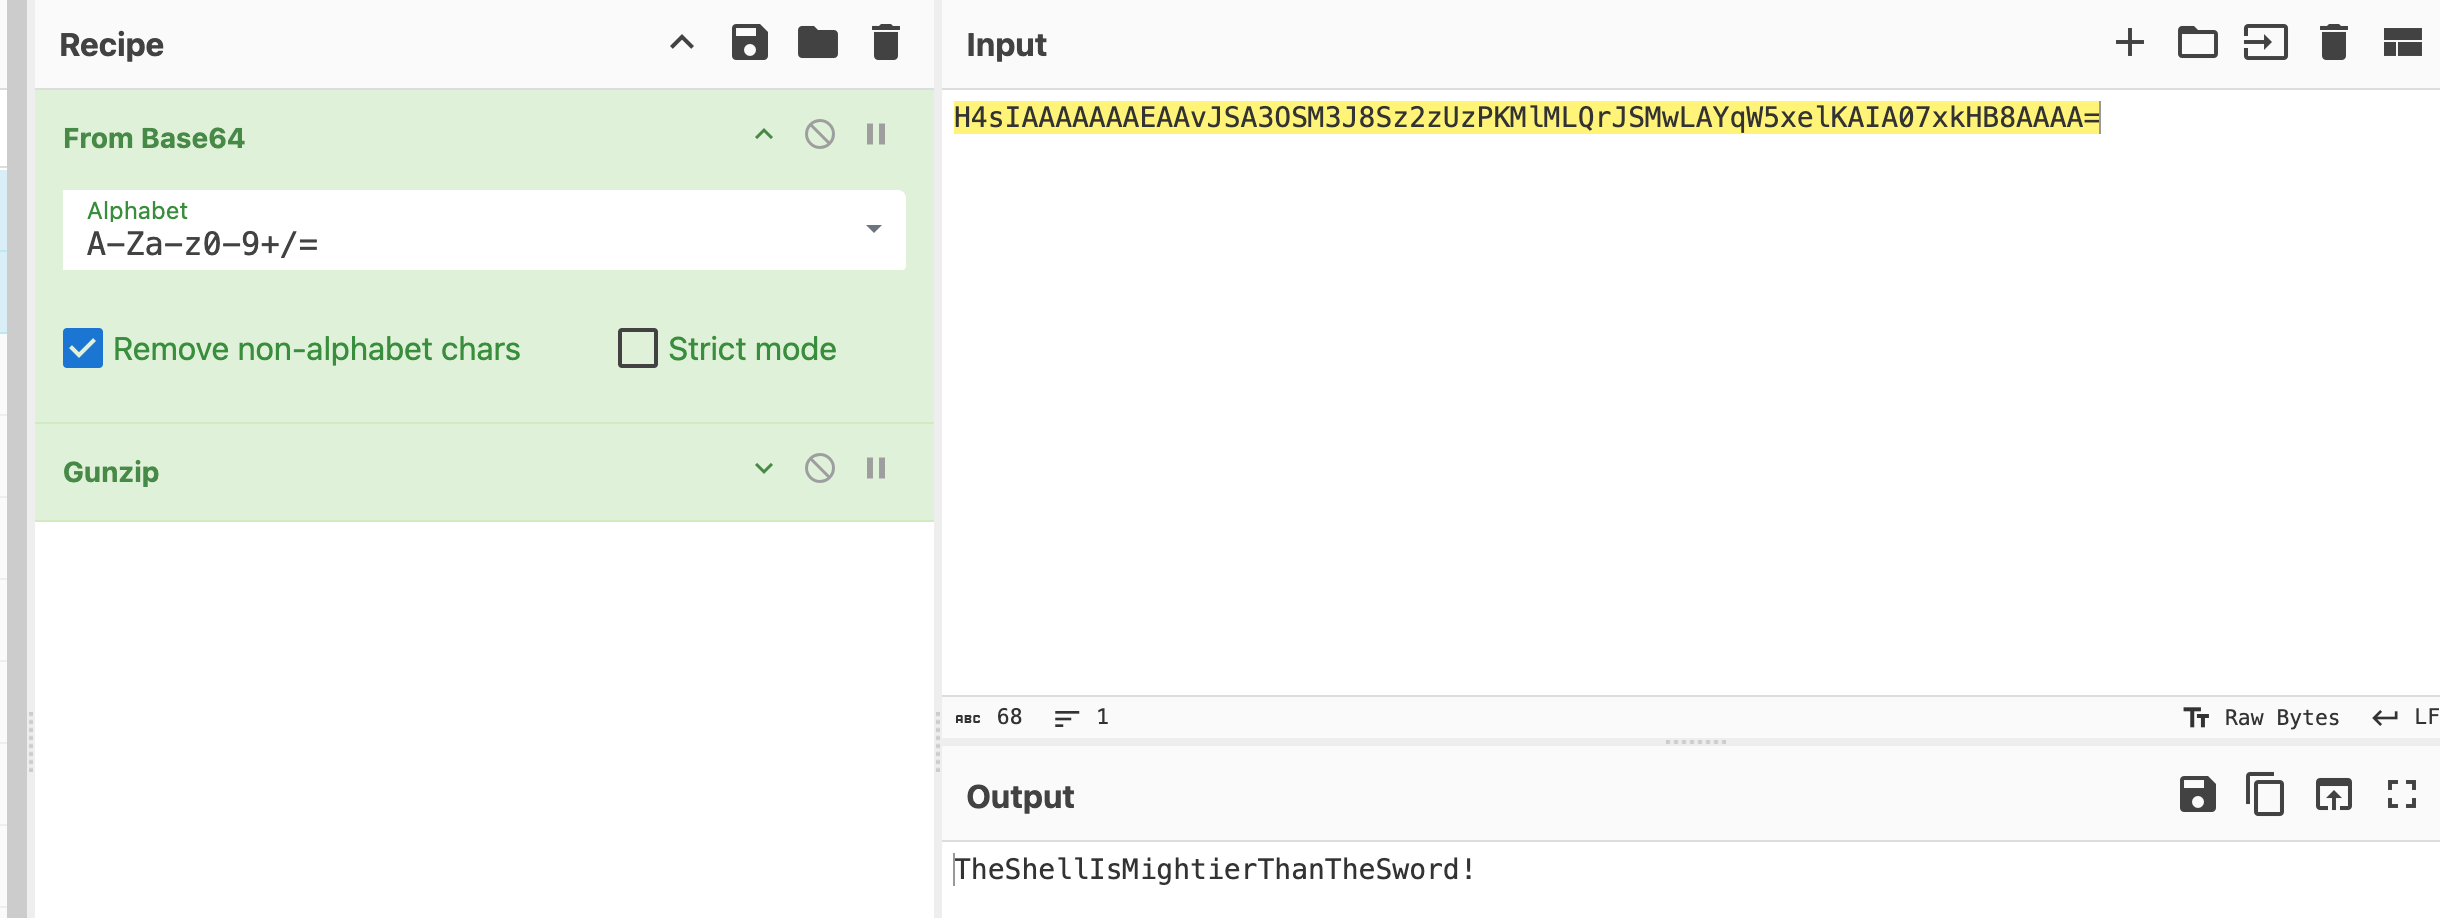 Recipe
From Base64
Alphabet
A-Za-z0-9+/=
Remove non-alphabet chars
Strict mode
Gunzip
Input
H4sIAAAAAAAEAAvJSA3OSM3J8Sz2zUzPKMlMLQrJSMwLAYqW5xelKAIA07xkHB8AAAA=
ABC 68 1
Raw Bytes LF
Output
TheShellIsMightierThanTheSword!